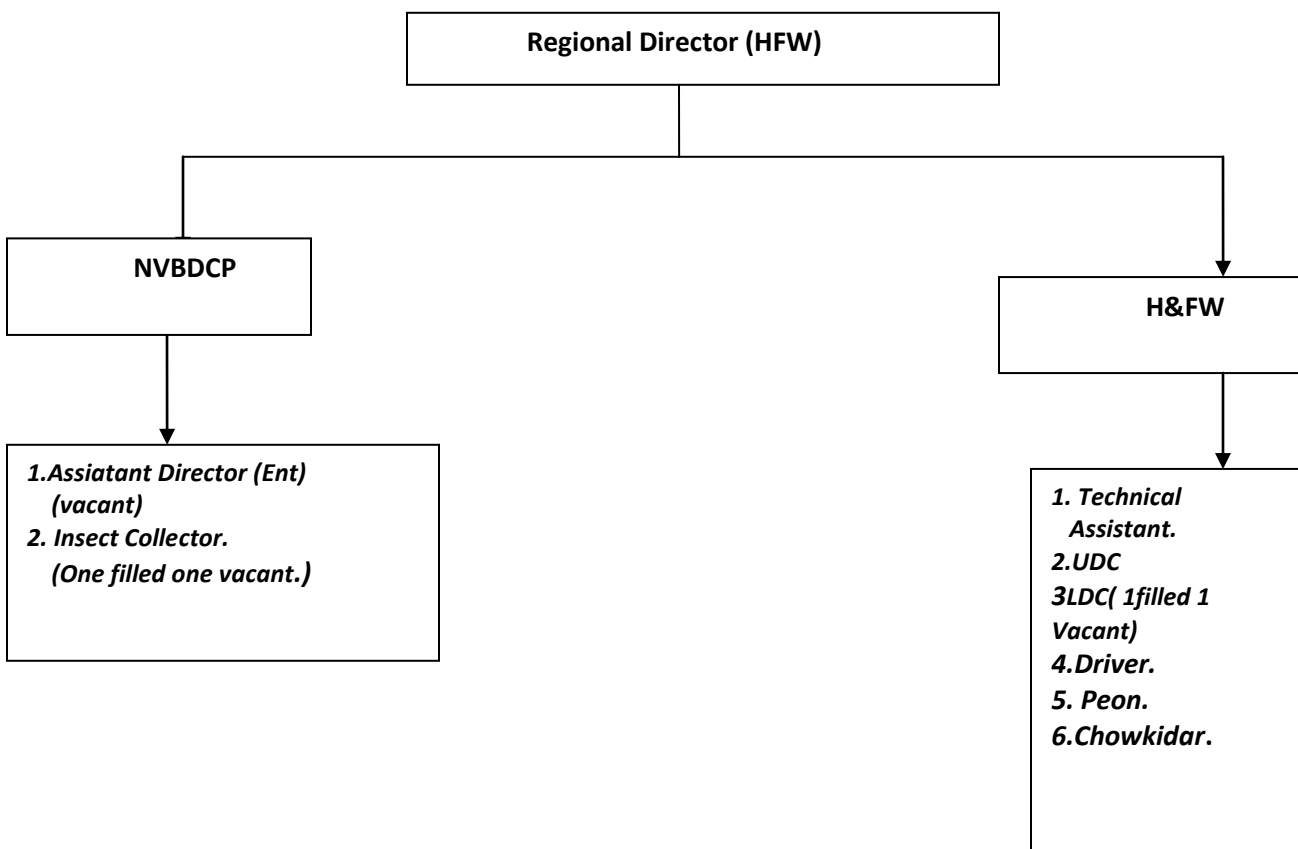 Regional Director (HFW)
NVBDCP
H&FW
1.Assiatant Director (Ent)
(vacant)
2. Insect Collector.
(One filled one vacant.)
1. Technical
Assistant.
2.UDC
3LDC( 1filled 1
Vacant)
4.Driver.
5. Peon.
6.Chowkidar.